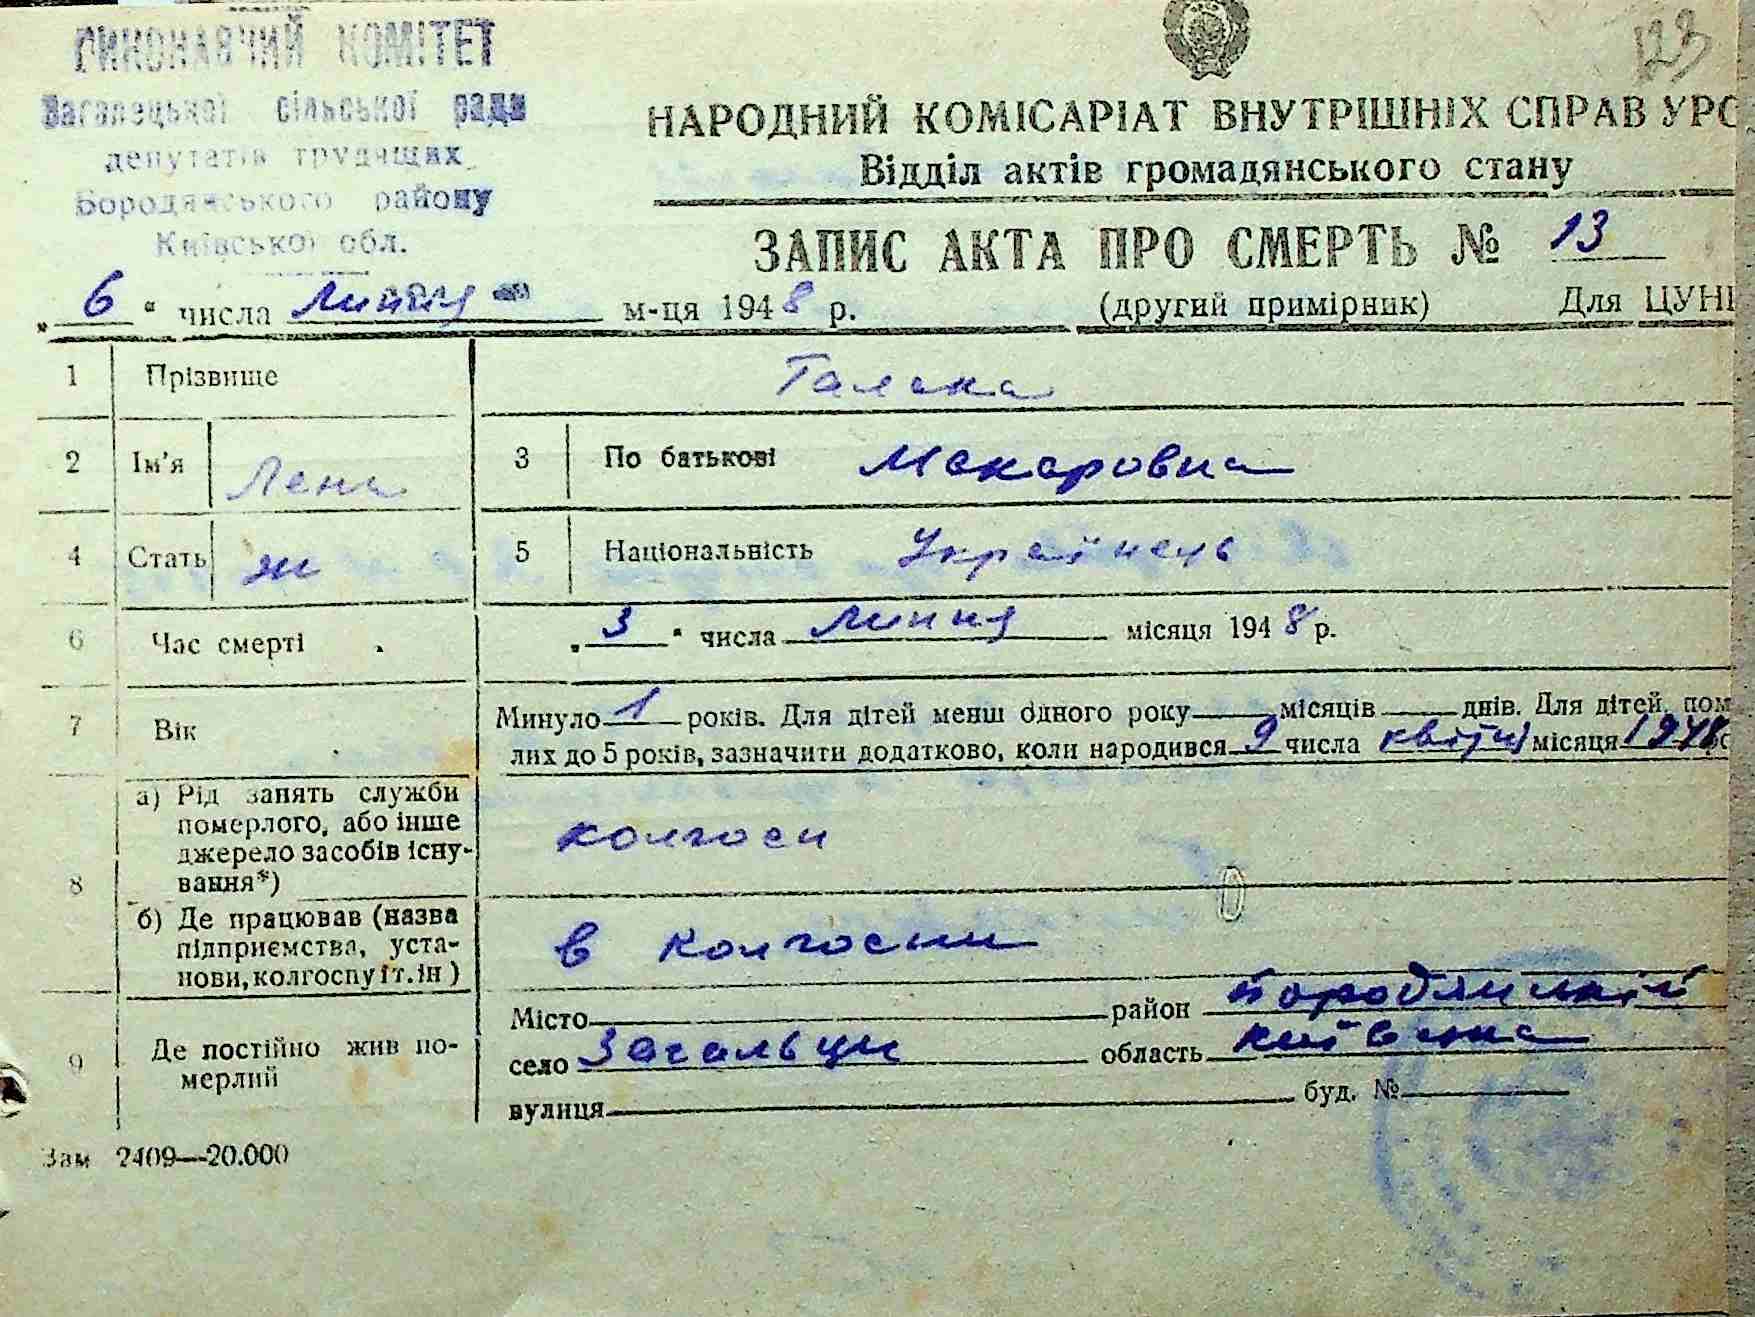 123
ВИКОНАВЧИЙ КОМІТЕТ
Загалецької сільської ради
депутатів трудящих
Бородянського району
Київської обл.
НАРОДНИЙ КОМІСАРІАТ ВНУТРІШНІХ СПРАВ УРС
Відділ актів громадянського стану
ЗАПИС АКТА ПРО СМЕРТЬ № 13
„ 6 " числа липня м-ця 1948 р. (другий примірник) Для ЦУН
1 Прізвище
2 Ім'я 3 По батькові Макаровна
4 Стать ж 5 Національність Українець
6 Час смерті „ 3 " числа липня місяця 1948 р.
7 Вік Минуло 1 років. Для дітей менш одного року місяців днів. Для дітей, пом
лих до 5 років, зазначити додатково, коли народився 9 числа квітня місяця
8 а) Рід занять служби
померлого, або інше
джерело засобів існу-
вання*)
колгосп
б) Де працював (назва
підприємства, уста-
нови, колгоспу і т. ін)
в колгоспи
9 Де постійно жив по-
мерлий
Місто район Бородянський
село Загальци область Київська
вулиця буд. №
Зам 2409—20.000